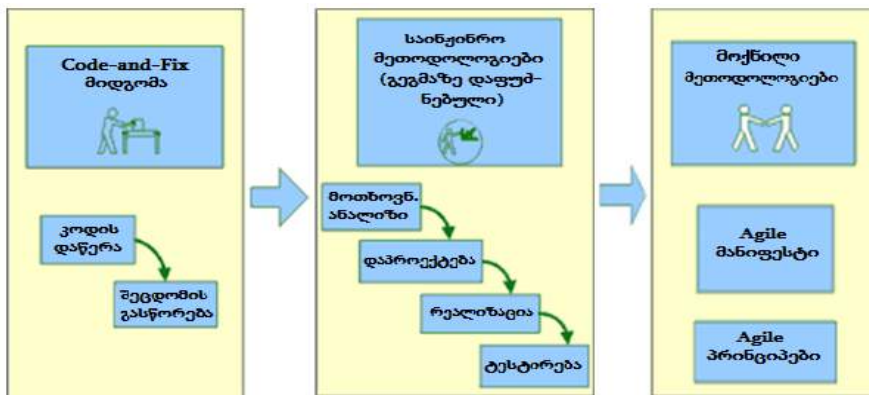 Code-and-Fix
მიდგომა
კოდის
დაწერა
შეცდომის
გასწორება
საინჟინრო
მეთოდოლოგიები
(გეგმაზე დაფუძ-
ნებული)
მოთხოვნ.
ანალიზი
დაპროექტება
რეალიზაცია
ტესტირება
მოქნილი
მეთოდოლოგიები
Agile
მანიფესტი
Agile
პრინციპები